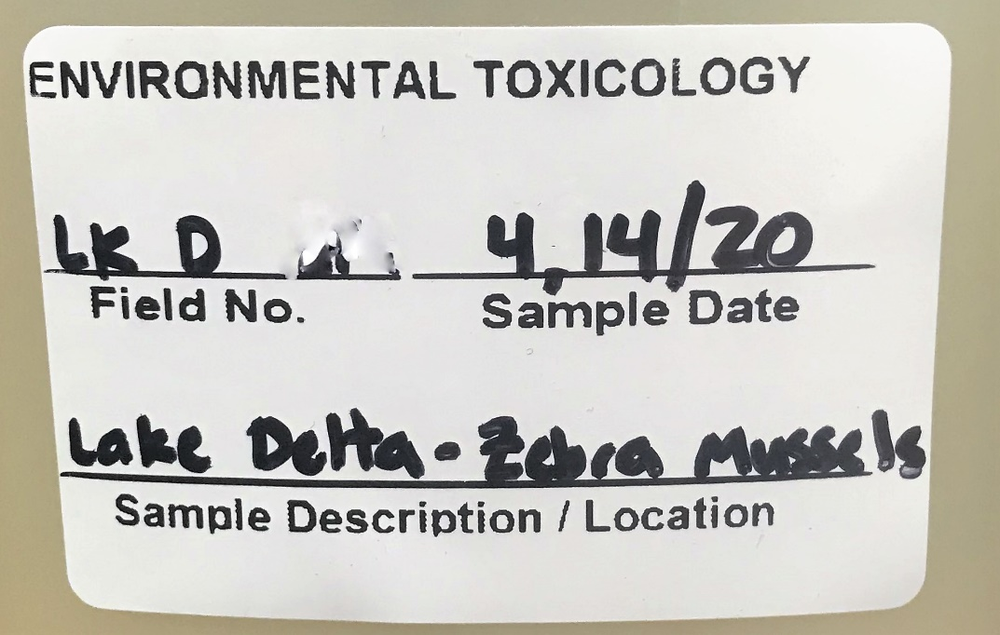 ENVIRONMENTAL TOXICOLOGY
LK D 4,14/20
Field No. Sample Date
Lake Delta - Zebra Mussels
Sample Description / Location